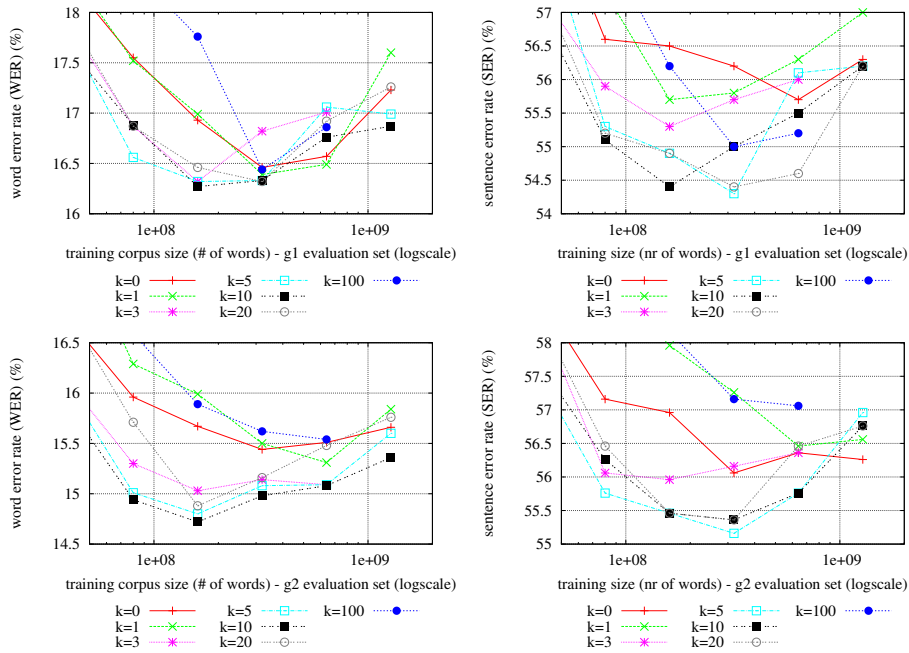 18
17.5
17
16.5
16
word error rate (WER) (%)
1e+08
1e+09
training corpus size (# of words) - g1 evaluation set (logscale)
k=0
k=1
k=3
k=5
k=10
k=20
k=100
57
56.5
56
55.5
55
54.5
54
sentence error rate (SER) (%)
1e+08
1e+09
training size (nr of words) - g1 evaluation set (logscale)
k=0
k=1
k=3
k=5
k=10
k=20
k=100
16.5
16
15.5
15
14.5
word error rate (WER) (%)
1e+08
1e+09
training corpus size (# of words) - g2 evaluation set (logscale)
k=0
k=1
k=3
k=5
k=10
k=20
k=100
58
57.5
57
56.5
56
55.5
55
sentence error rate (SER) (%)
1e+08
1e+09
training size (nr of words) - g2 evaluation set (logscale)
k=0
k=1
k=3
k=5
k=10
k=20
k=100